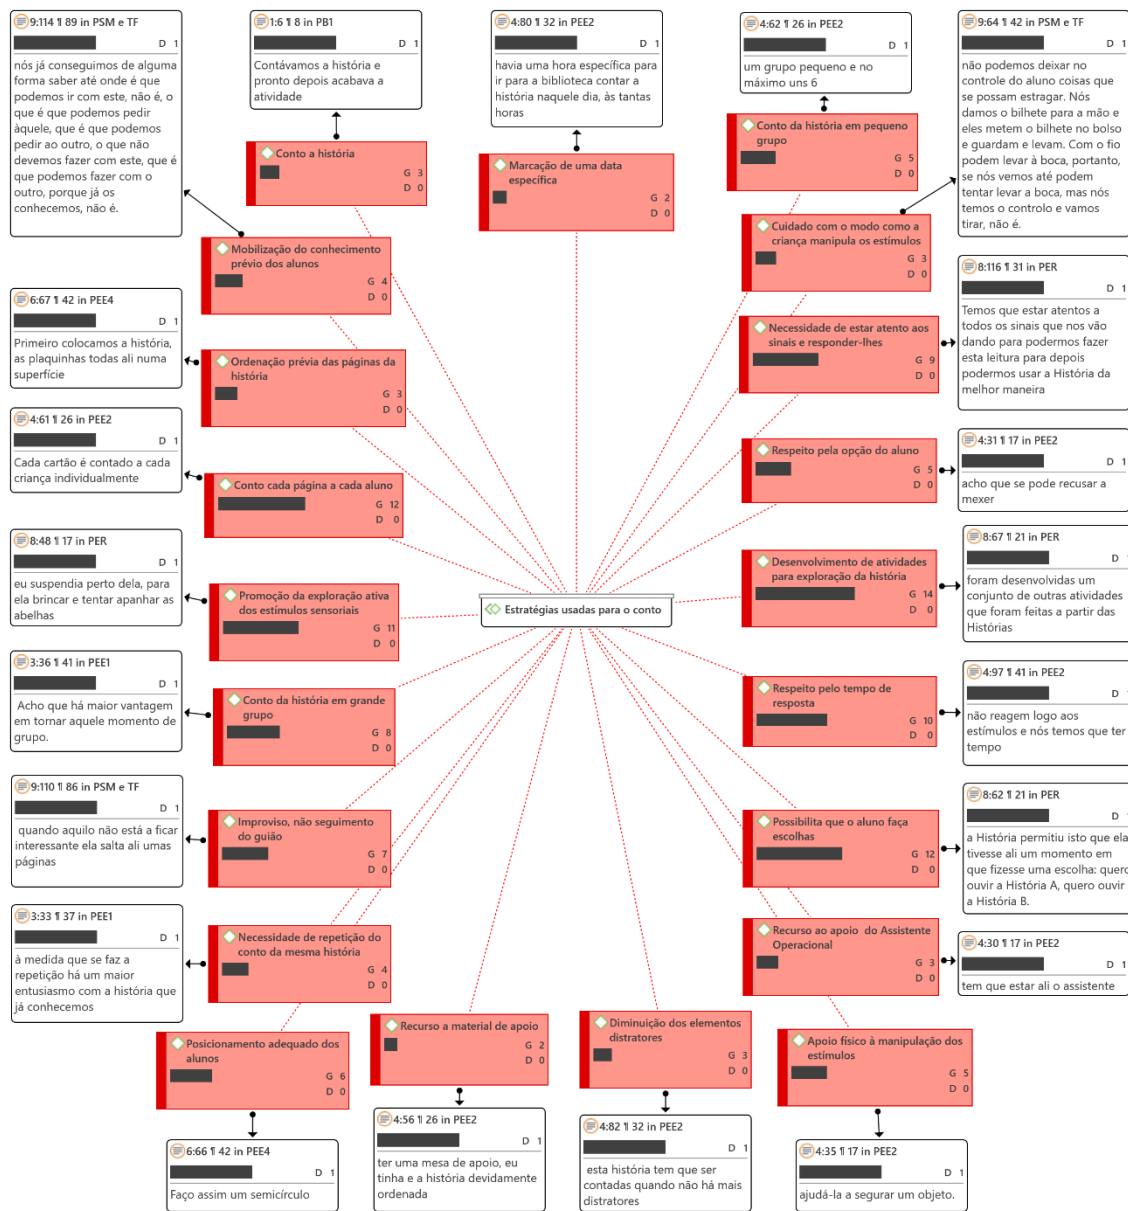 9:114 ¶ 89 in PSM e TF
D 1
nós já conseguimos de alguma
forma saber até onde é que
podemos ir com este, não é, o
que é que podemos pedir
àquele, que é que podemos
pedir ao outro, o que não
devemos fazer com este, que é
que podemos fazer com o
outro, porque já os
conhecemos, não é.
1:6 ¶ 8 in PB1
D 1
Contávamos a história e
pronto depois acabava a
atividade
4:80 ¶ 32 in PEE2
D 1
havia uma hora específica para
ir para a biblioteca contar a
história naquele dia, às tantas
horas
4:62 ¶ 26 in PEE2
D 1
um grupo pequeno e no
máximo uns 6
9:64 ¶ 42 in PSM e TF
D 1
não podemos deixar no
controle do aluno coisas que
se possam estragar. Nós
damos o bilhete para a mão e
eles metem o bilhete no bolso
e guardam e levam. Com o fio
podem levar à boca, portanto,
se nós vemos até podem
tentar levar a boca, mas nós
temos o controlo e vamos
tirar, não é.
Conto a história
G 3
D 0
Marcação de uma data
específica
G 2
D 0
Conto da história em pequeno
grupo
G 5
D 0
Mobilização do conhecimento
prévio dos alunos
G 4
D 0
Cuidado com o modo como a
criança manipula os estímulos
G 3
D 0
6:67 ¶ 42 in PEE4
D 1
Primeiro colocamos a história,
as plaquinhas todas ali numa
superfície
Ordenação prévia das páginas da
história
G 3
D 0
Necessidade de estar atento aos
sinais e responder-lhes
G 9
D 0
8:116 ¶ 31 in PER
D 1
Temos que estar atentos a
todos os sinais que nos vão
dando para podermos fazer
esta leitura para depois
podermos usar a História da
melhor maneira
4:61 ¶ 26 in PEE2
D 1
Cada cartão é contado a cada
criança individualmente
Conto cada página a cada aluno
G 12
D 0
Respeito pela opção do aluno
G 5
D 0
4:31 ¶ 17 in PEE2
D 1
acho que se pode recusar a
mexer
8:48 ¶ 17 in PER
D 1
eu suspendia perto dela, para
ela brincar e tentar apanhar as
abelhas
Promoção da exploração ativa
dos estímulos sensoriais
G 11
D 0
Estratégias usadas para o conto
Desenvolvimento de atividades
para exploração da história
G 14
D 0
8:67 ¶ 21 in PER
D 1
foram desenvolvidas um
conjunto de outras atividades
que foram feitas a partir das
Histórias
3:36 ¶ 41 in PEE1
D 1
Acho que há maior vantagem
em tornar aquele momento de
grupo.
Conto da história em grande
grupo
G 8
D 0
Respeito pelo tempo de
resposta
G 10
D 0
4:97 ¶ 41 in PEE2
D 1
não reagem logo aos
estímulos e nós temos que ter
tempo
9:110 ¶ 86 in PSM e TF
D 1
quando aquilo não está a ficar
interessante ela salta ali umas
páginas
Improviso, não seguimento
do guião
G 7
D 0
Possibilita que o aluno faça
escolhas
G 12
D 0
8:62 ¶ 21 in PER
D 1
a História permitiu isto que ela
tivesse ali um momento em
que fizesse uma escolha: quero
ouvir a História A, quero ouvir
a História B.
3:33 ¶ 37 in PEE1
D 1
à medida que se faz a
repetição há um maior
entusiasmo com a história que
já conhecemos
Necessidade de repetição do
conto da mesma história
G 4
D 0
Recurso ao apoio do Assistente
Operacional
G 3
D 0
4:30 ¶ 17 in PEE2
D 1
tem que estar ali o assistente
Posicionamento adequado dos
alunos
G 6
D 0
Recurso a material de apoio
G 2
D 0
Diminuição dos elementos
distratores
G 3
D 0
Apoio físico à manipulação dos
estímulos
G 5
D 0
6:66 ¶ 42 in PEE4
D 1
Faço assim um semicírculo
4:56 ¶ 26 in PEE2
D 1
ter uma mesa de apoio, eu
tinha e a história devidamente
ordenada
4:82 ¶ 32 in PEE2
D 1
esta história tem que ser
contadas quando não há mais
distratores
4:35 ¶ 17 in PEE2
D 1
ajudá-la a segurar um objeto.